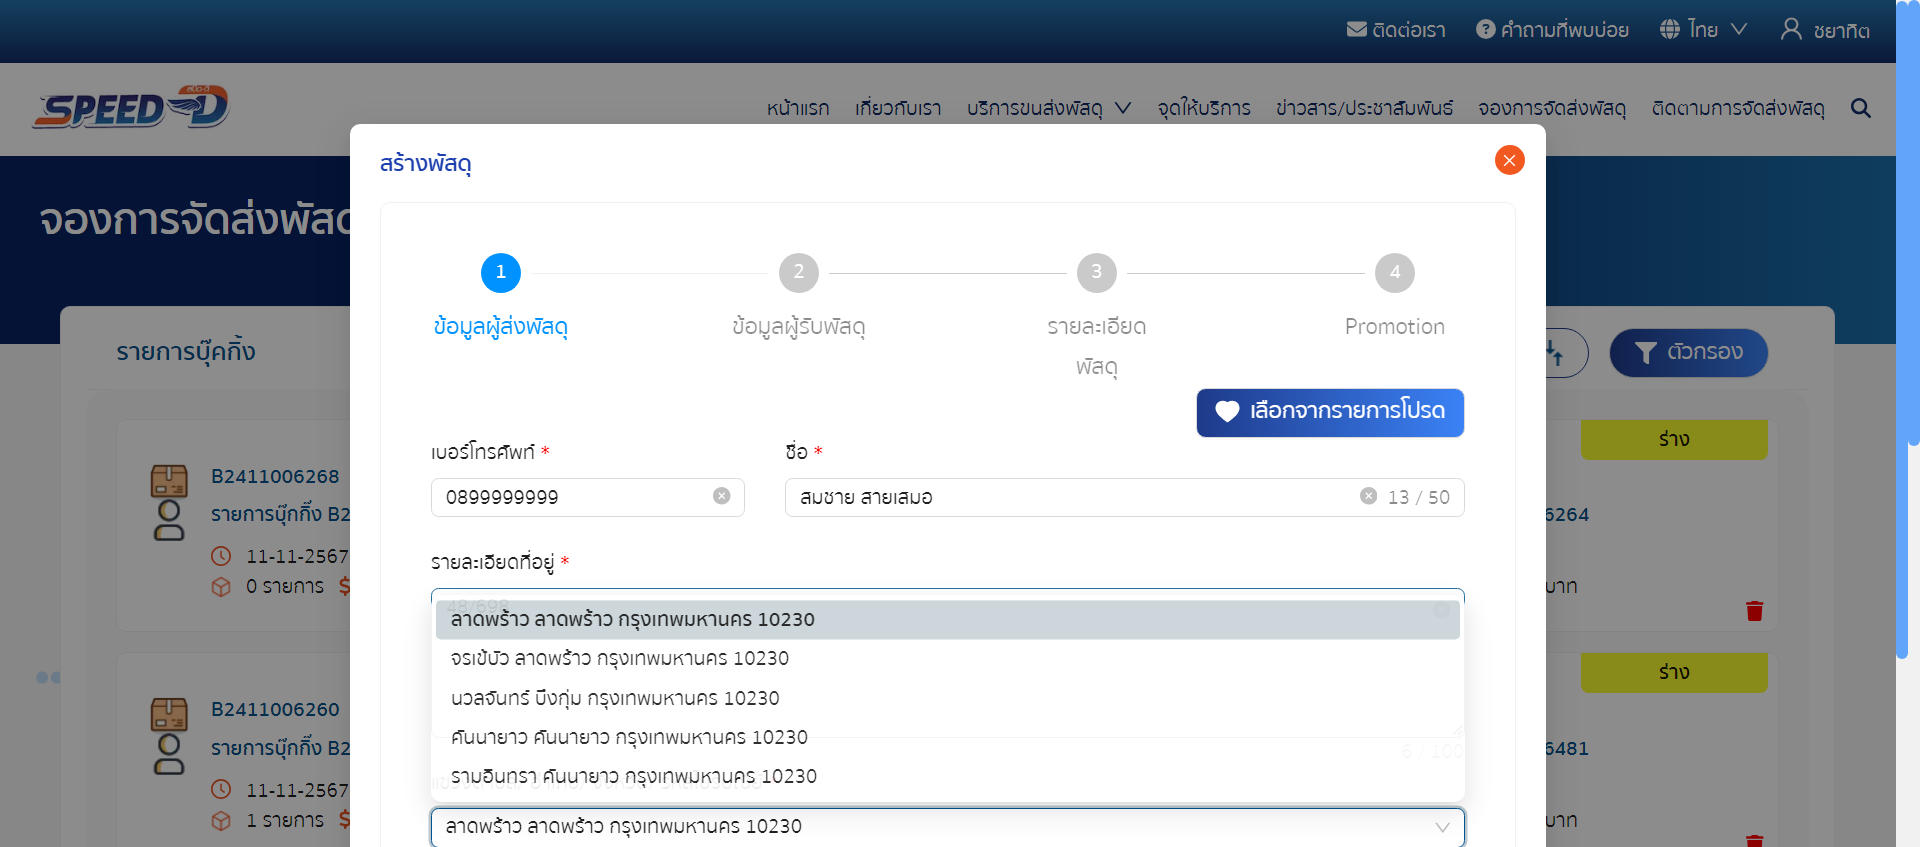 ติดต่อเรา
คำถามที่พบบ่อย
ไทย
ชยาทิต
SPEED-D
หน้าแรก
เกี่ยวกับเรา
บริการขนส่งพัสดุ
จุดให้บริการ
ข่าวสาร/ประชาสัมพันธ์
จองการจัดส่งพัสดุ
ติดตามการจัดส่งพัสดุ
สร้างพัสดุ
จองการจัดส่งพัสดุ
1
2
3
4
ข้อมูลผู้ส่งพัสดุ
ข้อมูลผู้รับพัสดุ
รายละเอียด
พัสดุ
Promotion
รายการบุ๊คกิ้ง
ตัวกรอง
เลือกจากรายการโปรด
ร่าง
เบอร์โทรศัพท์ *
ชื่อ *
B2411006268
0899999999
สมชาย สายเสมอ
13 / 50
รายการบุ๊กกิ้ง B2
6264
11-11-2567
รายละเอียดที่อยู่ *
0 รายการ
บาท
48/698
ลาดพร้าว ลาดพร้าว กรุงเทพมหานคร 10230
จรเข้บัว ลาดพร้าว กรุงเทพมหานคร 10230
นวลจันทร์ บึงกุ่ม กรุงเทพมหานคร 10230
คันนายาว คันนายาว กรุงเทพมหานคร 10230
6 / 100
รามอินทรา คันนายาว กรุงเทพมหานคร 10230
ร่าง
B2411006260
รายการบุ๊กกิ้ง B2
6481
11-11-2567
1 รายการ
บาท
ลาดพร้าว ลาดพร้าว กรุงเทพมหานคร 10230